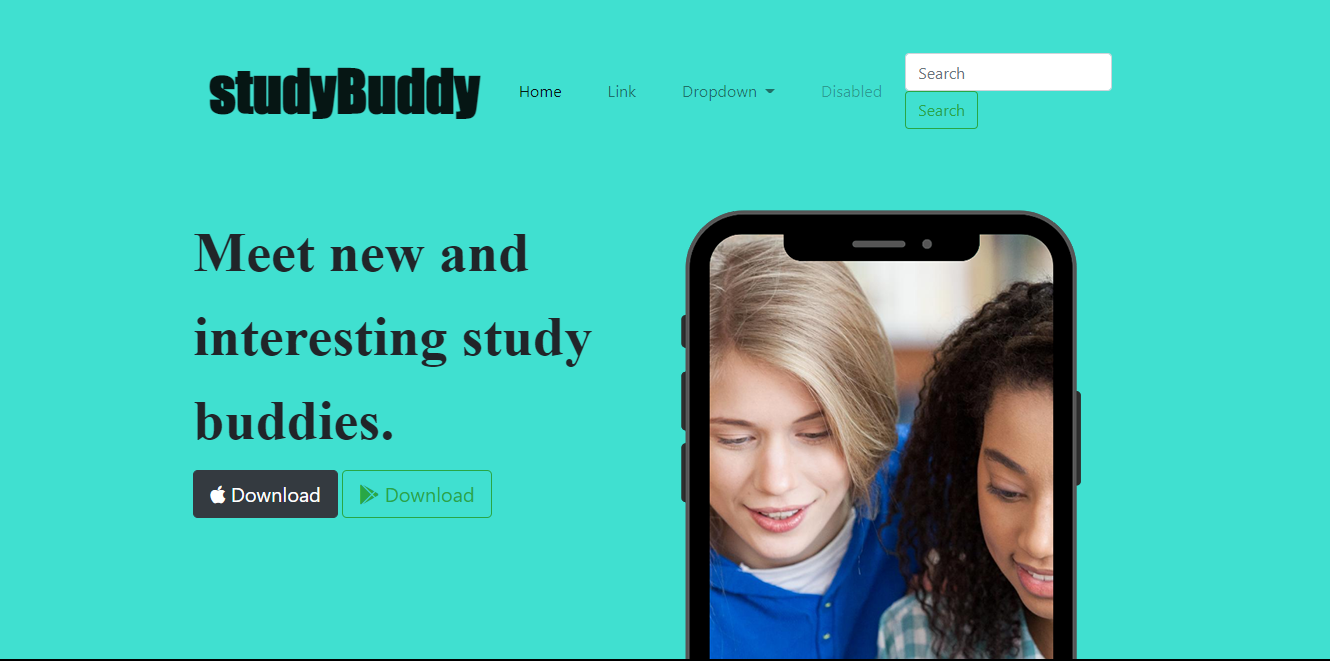 studyBuddy
Home
Link
Dropdown
Disabled
Search
Search
Meet new and
interesting study
buddies.
Download
Download